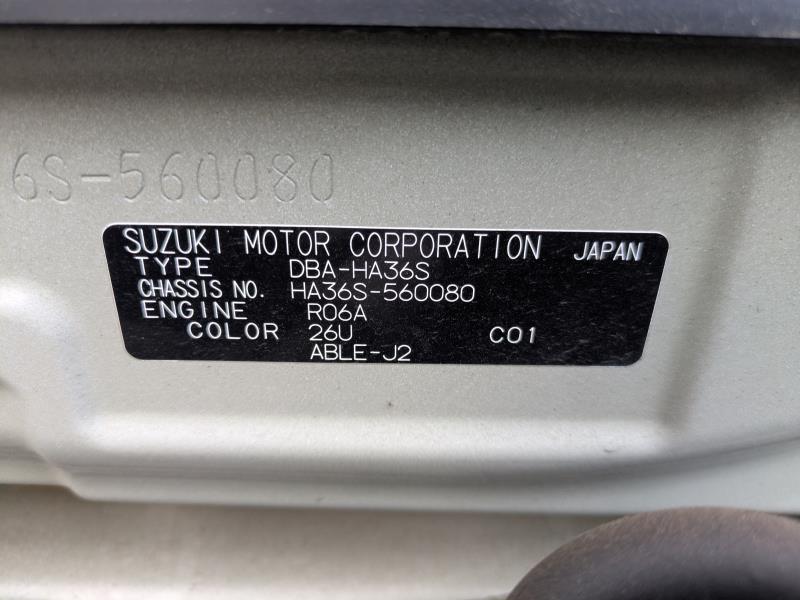 6S-560080
SUZUKI MOTOR CORPORATION JAPAN
TYPE DBA-HA36S
CHASSIS NO. HA36S-560080
ENGINE R06A
COLOR 26U C01
ABLE-J2